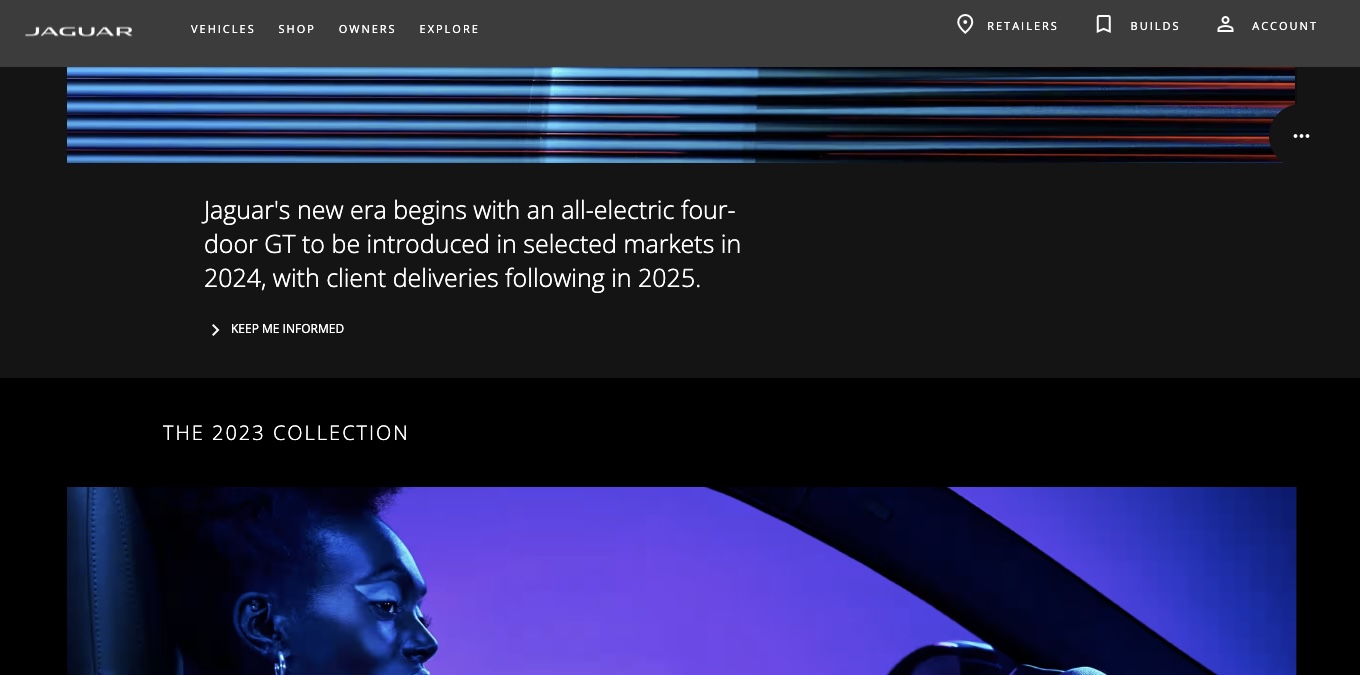 JAGUAR
VEHICLES SHOP OWNERS EXPLORE
RETAILERS BUILDS ACCOUNT
Jaguar's new era begins with an all-electric four-
door GT to be introduced in selected markets in
2024, with client deliveries following in 2025.
KEEP ME INFORMED
THE 2023 COLLECTION